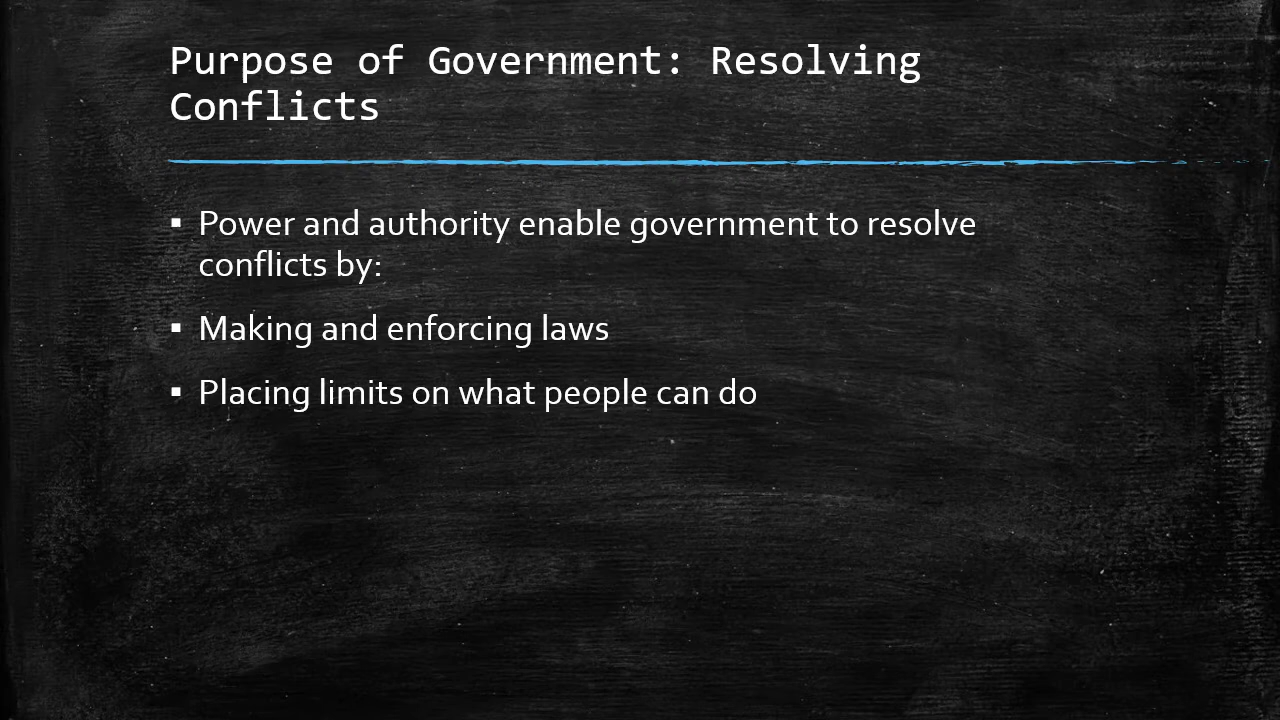 Purpose of Government: Resolving
Conflicts
▪ Power and authority enable government to resolve
conflicts by:
▪ Making and enforcing laws
▪ Placing limits on what people can do